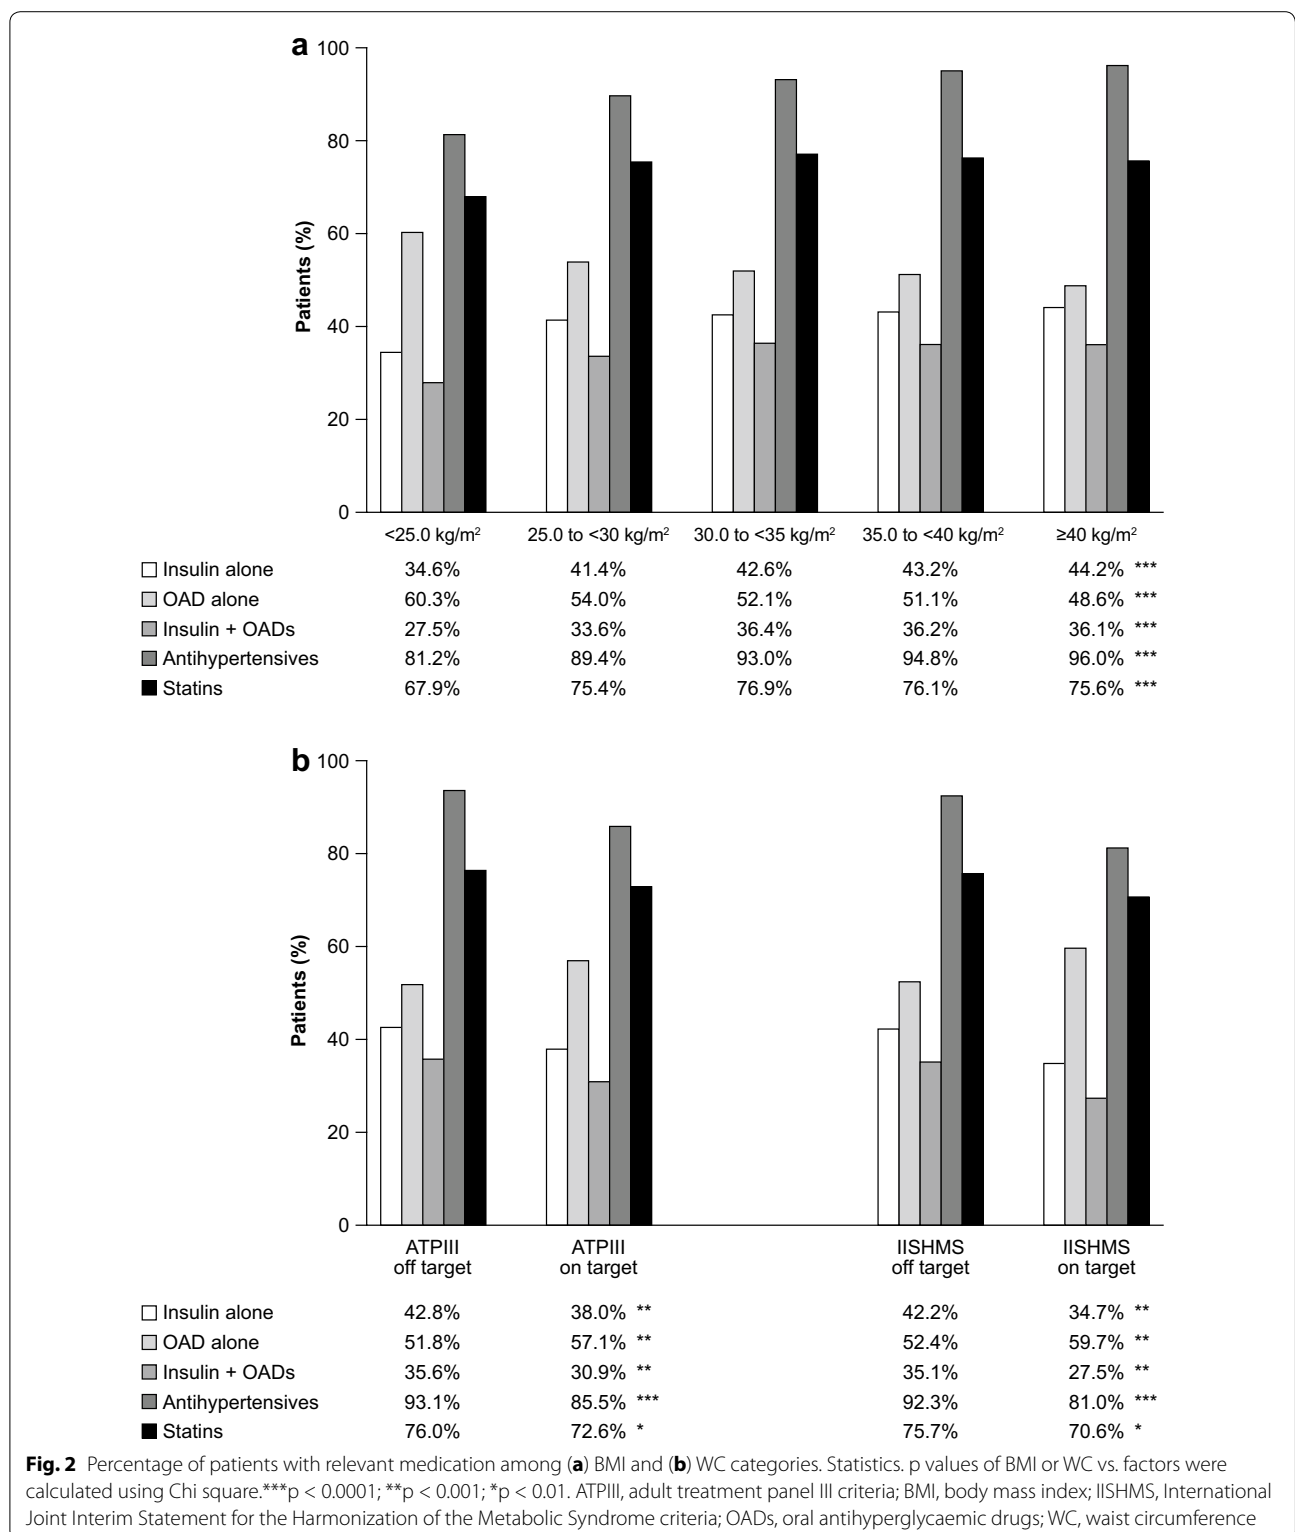 a
100
80
60
40
20
0
Patients (%)
<25.0 kg/m² 25.0 to <30 kg/m² 30.0 to <35 kg/m² 35.0 to <40 kg/m² ≥40 kg/m²
Insulin alone 34.6% 41.4% 42.6% 43.2% 44.2% ***
OAD alone 60.3% 54.0% 52.1% 51.1% 48.6% ***
Insulin + OADs 27.5% 33.6% 36.4% 36.2% 36.1% ***
Antihypertensives 81.2% 89.4% 93.0% 94.8% 96.0% ***
Statins 67.9% 75.4% 76.9% 76.1% 75.6% ***
b
100
80
60
40
20
0
Patients (%)
ATPIII ATPIII IISHMS IISHMS
off target on target off target on target
Insulin alone 42.8% 38.0% ** 42.2% 34.7% **
OAD alone 51.8% 57.1% ** 52.4% 59.7% **
Insulin + OADs 35.6% 30.9% ** 35.1% 27.5% **
Antihypertensives 93.1% 85.5% *** 92.3% 81.0% ***
Statins 76.0% 72.6% * 75.7% 70.6% *
Fig. 2 Percentage of patients with relevant medication among (a) BMI and (b) WC categories. Statistics. p values of BMI or WC vs. factors were
calculated using Chi square.***p < 0.0001; **p < 0.001; *p < 0.01. ATPIII, adult treatment panel III criteria; BMI, body mass index; IISHMS, International
Joint Interim Statement for the Harmonization of the Metabolic Syndrome criteria; OADs, oral antihyperglycaemic drugs; WC, waist circumference